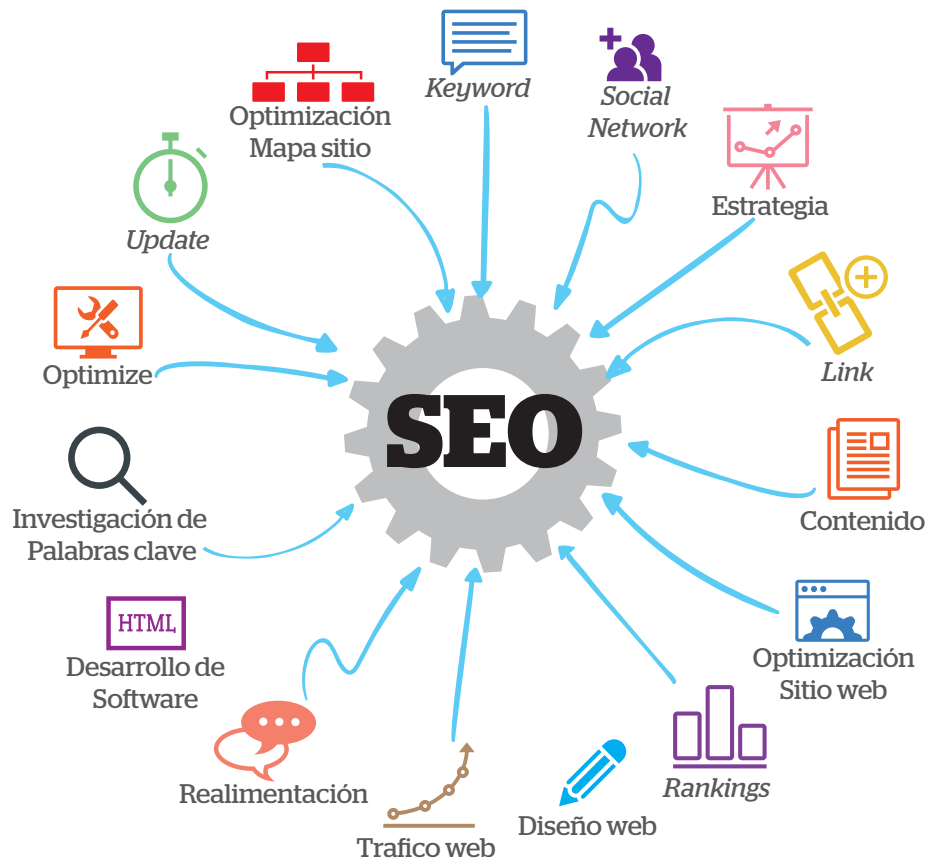 Keyword
Social
Network
Optimización
Mapa sitio
Estrategia
Update
Optimize
Link
SEO
Investigación de
Palabras clave
Contenido
HTML
Desarrollo de
Software
Optimización
Sitio web
Realimentación
Rankings
Diseño web
Trafico web